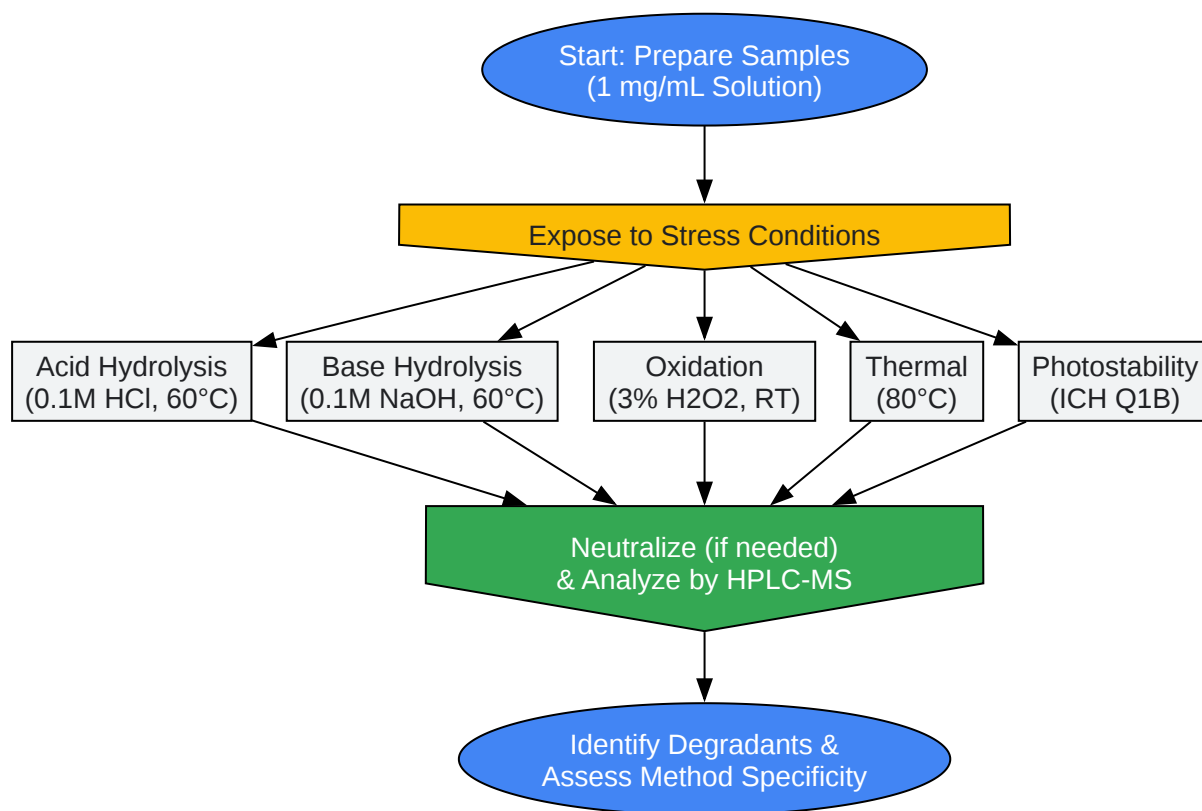 Start: Prepare Samples
(1 mg/mL Solution)
Expose to Stress Conditions
Acid Hydrolysis
(0.1M HCl, 60°C)
Base Hydrolysis
(0.1M NaOH, 60°C)
Oxidation
(3% H2O2, RT)
Thermal
(80°C)
Photostability
(ICH Q1B)
Neutralize (if needed)
& Analyze by HPLC-MS
Identify Degradants &
Assess Method Specificity